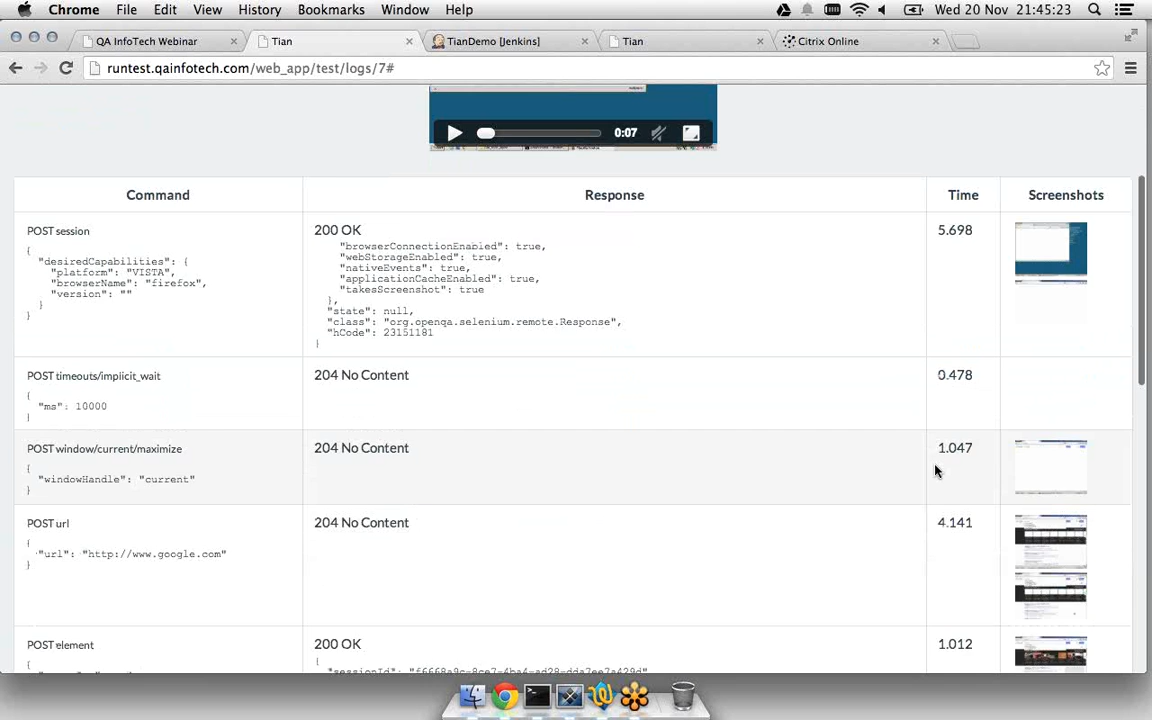 Chrome File Edit View History Bookmarks Window Help Wed 20 Nov 21:45:23
QA InfoTech Webinar Tian TianDemo [Jenkins] Tian Citrix Online
runtest.qainfotech.com/web_app/test/logs/7#
0:07
Command Response Time Screenshots
POST session 200 OK 5.698
{
"desiredCapabilities": {
"platform": "VISTA",
"browserName": "firefox",
"version": ""
}
}
"browserConnectionEnabled": true,
"webStorageEnabled": true,
"nativeEvents": true,
"applicationCacheEnabled": true,
"takesScreenshot": true
},
"state": null,
"class": "org.openqa.selenium.remote.Response",
"hCode": 23151181
}
POST timeouts/implicit_wait 204 No Content 0.478
{
"ms": 10000
}
POST window/current/maximize 204 No Content 1.047
{
"windowHandle": "current"
}
POST url 204 No Content 4.141
{
"url": "http://www.google.com"
}
POST element 200 OK 1.012
{
{